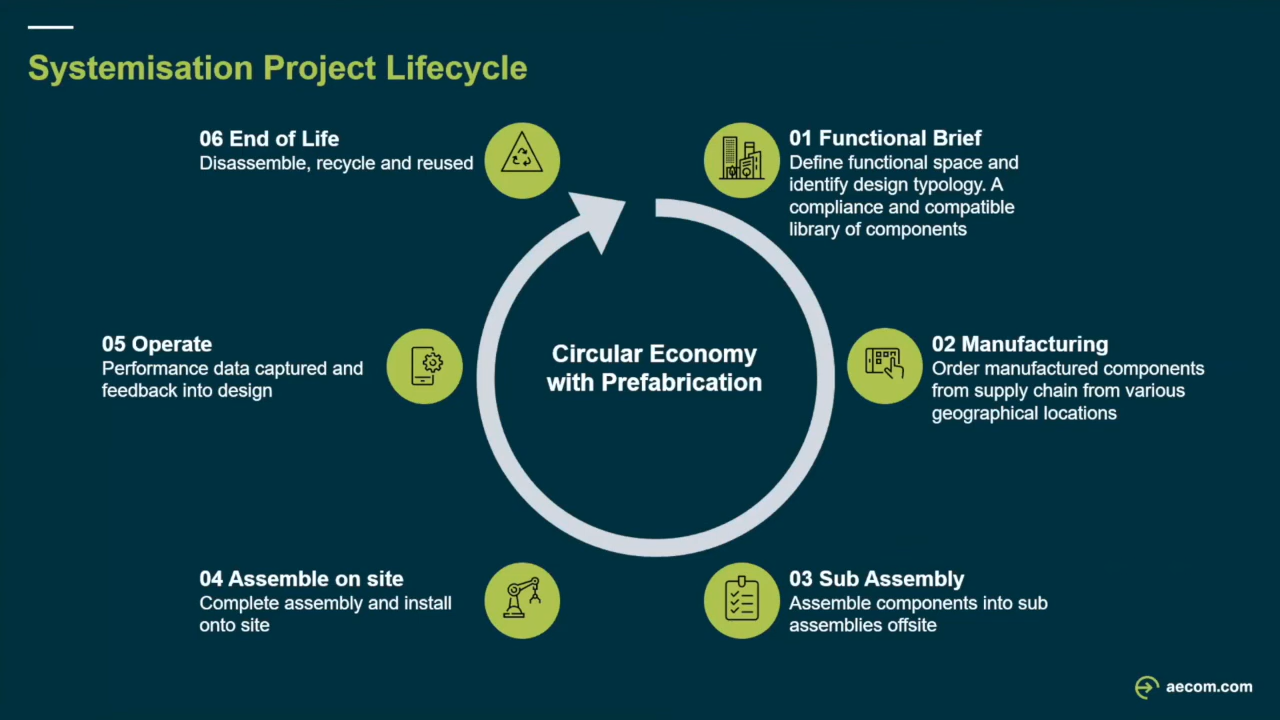 Systemisation Project Lifecycle
01 Functional Brief
Define functional space and
identify design typology. A
compliance and compatible
library of components
02 Manufacturing
Order manufactured components
from supply chain from various
geographical locations
03 Sub Assembly
Assemble components into sub
assemblies offsite
04 Assemble on site
Complete assembly and install
onto site
05 Operate
Performance data captured and
feedback into design
06 End of Life
Disassemble, recycle and reused
Circular Economy
with Prefabrication
aecom.com